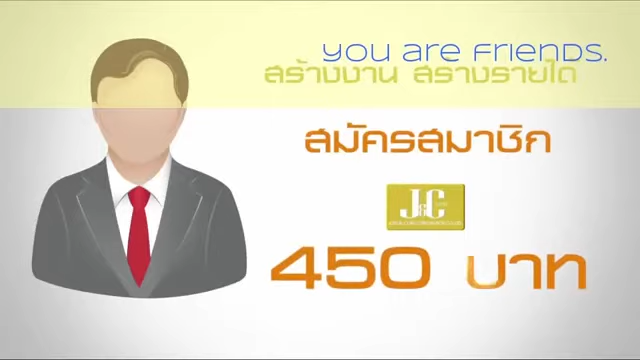 you are friends.
สร้างงาน สรางรายได
สมัครสมาชิก
J&C
450 บาท